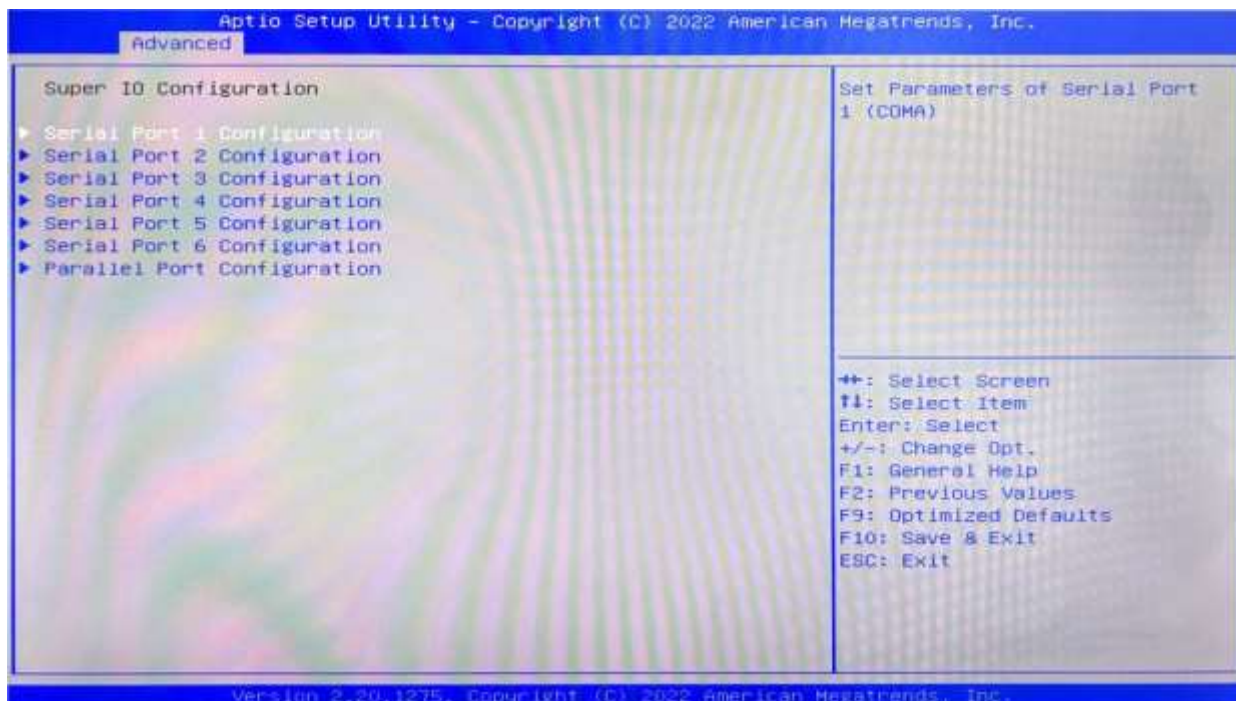 Aptio Setup Utility - Copyright (C) 2022 American Megatrends, Inc.
Advanced
Super IO Configuration
Serial Port 1 Configuration
Serial Port 2 Configuration
Serial Port 3 Configuration
Serial Port 4 Configuration
Serial Port 5 Configuration
Serial Port 6 Configuration
Parallel Port Configuration
Set Parameters of Serial Port
1 (COMA)
→←: Select Screen
↑↓: Select Item
Enter: Select
+/-: Change Opt.
F1: General Help
F2: Previous Values
F9: Optimized Defaults
F10: Save & Exit
ESC: Exit
Version 2.20.1275. Copyright (C) 2022 American Megatrends, Inc.